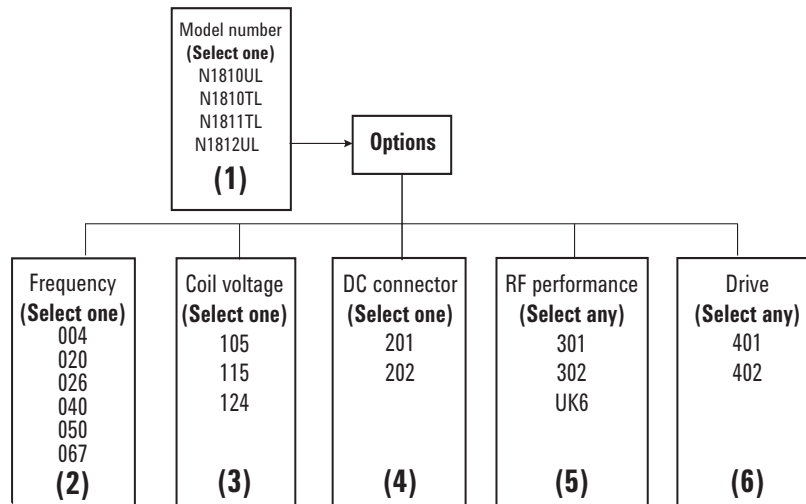 Model number
(Select one)
N1810UL
N1810TL
N1811TL
N1812UL
(1)
Options
Frequency
(Select one)
004
020
026
040
050
067
(2)
Coil voltage
(Select one)
105
115
124
(3)
DC connector
(Select one)
201
202
(4)
RF performance
(Select any)
301
302
UK6
(5)
Drive
(Select any)
401
402
(6)